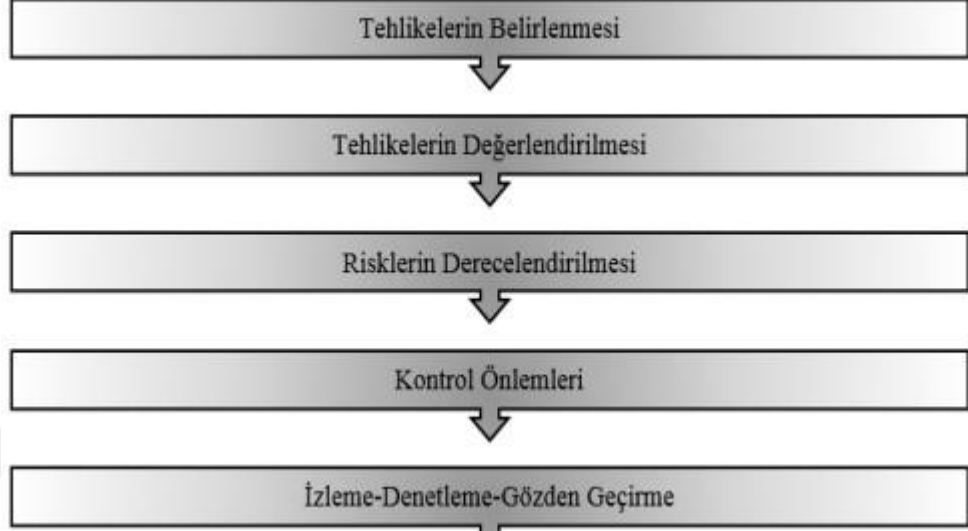 Tehlikelerin Belirlenmesi
Tehlikelerin Değerlendirilmesi
Risklerin Derecelendirilmesi
Kontrol Önlemleri
İzleme-Denetleme-Gözden Geçirme